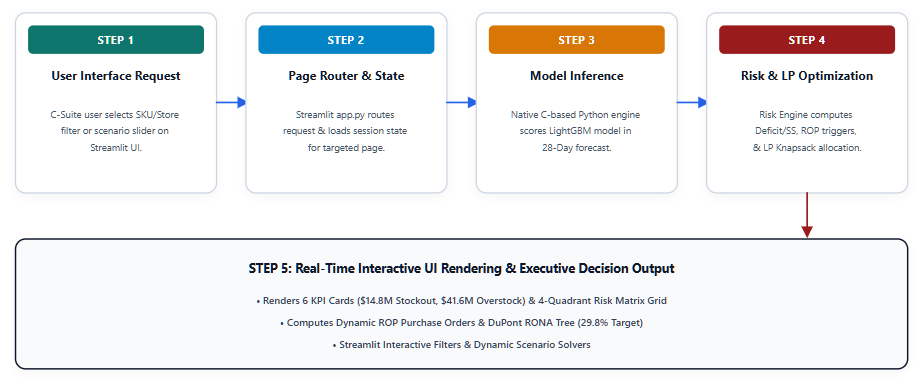 STEP 1
User Interface Request
C-Suite user selects SKU/Store
filter or scenario slider on
Streamlit UI.
STEP 2
Page Router & State
Streamlit app.py routes
request & loads session state
for targeted page.
STEP 3
Model Inference
Native C-based Python engine
scores LightGBM model in
28-Day forecast.
STEP 4
Risk & LP Optimization
Risk Engine computes
Deficit/SS, ROP triggers,
& LP Knapsack allocation.
STEP 5: Real-Time Interactive UI Rendering & Executive Decision Output
• Renders 6 KPI Cards ($14.8M Stockout, $41.6M Overstock) & 4-Quadrant Risk Matrix Grid
• Computes Dynamic ROP Purchase Orders & DuPont RONA Tree (29.8% Target)
• Streamlit Interactive Filters & Dynamic Scenario Solvers